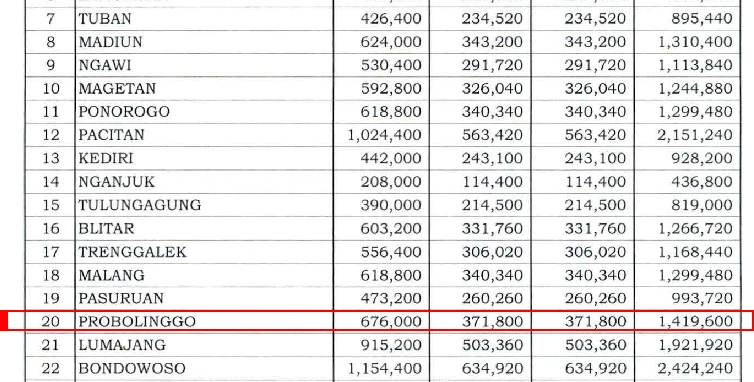 7 TUBAN 426,400 234,520 234,520 895,440
8 MADIUN 624,000 343,200 343,200 1,310,400
9 NGAWI 530,400 291,720 291,720 1,113,840
10 MAGETAN 592,800 326,040 326,040 1,244,880
11 PONOROGO 618,800 340,340 340,340 1,299,480
12 PACITAN 1,024,400 563,420 563,420 2,151,240
13 KEDIRI 442,000 243,100 243,100 928,200
14 NGANJUK 208,000 114,400 114,400 436,800
15 TULUNGAGUNG 390,000 214,500 214,500 819,000
16 BLITAR 603,200 331,760 331,760 1,266,720
17 TRENGGALEK 556,400 306,020 306,020 1,168,440
18 MALANG 618,800 340,340 340,340 1,299,480
19 PASURUAN 473,200 260,260 260,260 993,720
20 PROBOLINGGO 676,000 371,800 371,800 1,419,600
21 LUMAJANG 915,200 503,360 503,360 1,921,920
22 BONDOWOSO 1,154,400 634,920 634,920 2,424,240